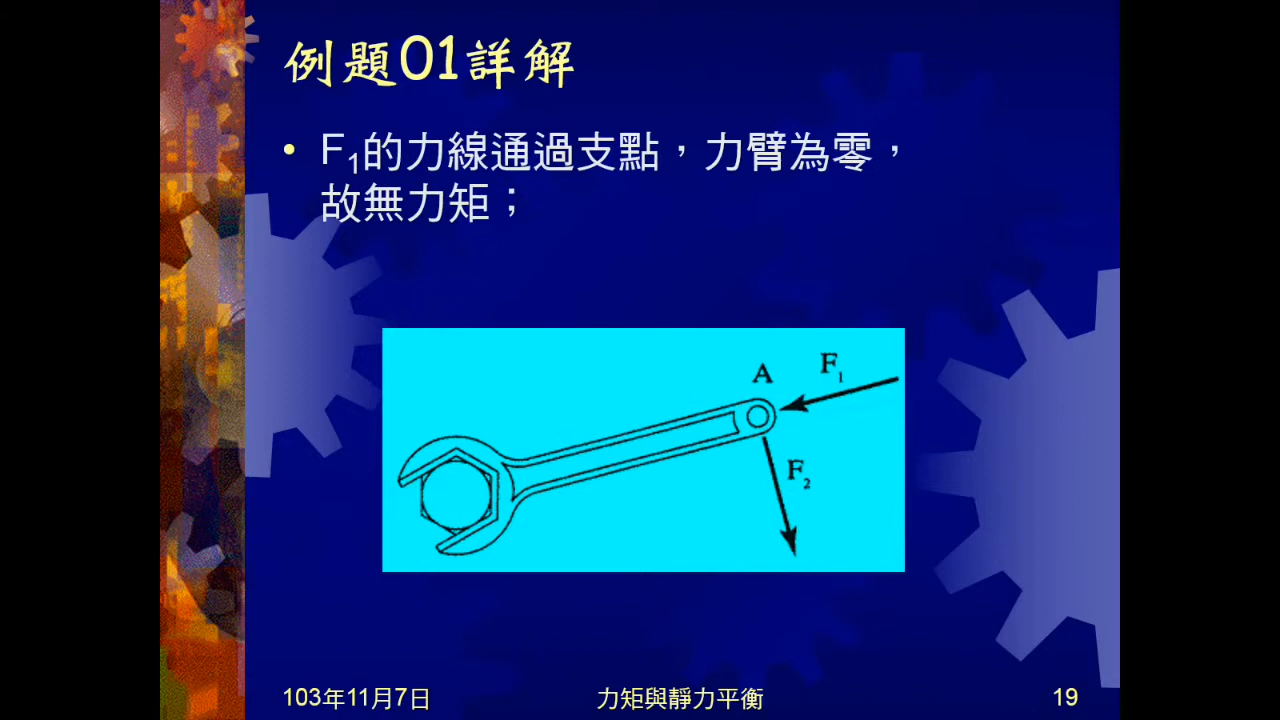 例題01詳解
• F₁的力線通過支點，力臂為零，
故無力矩；
A
F₁
F₂
103年11月7日
力矩與靜力平衡
19